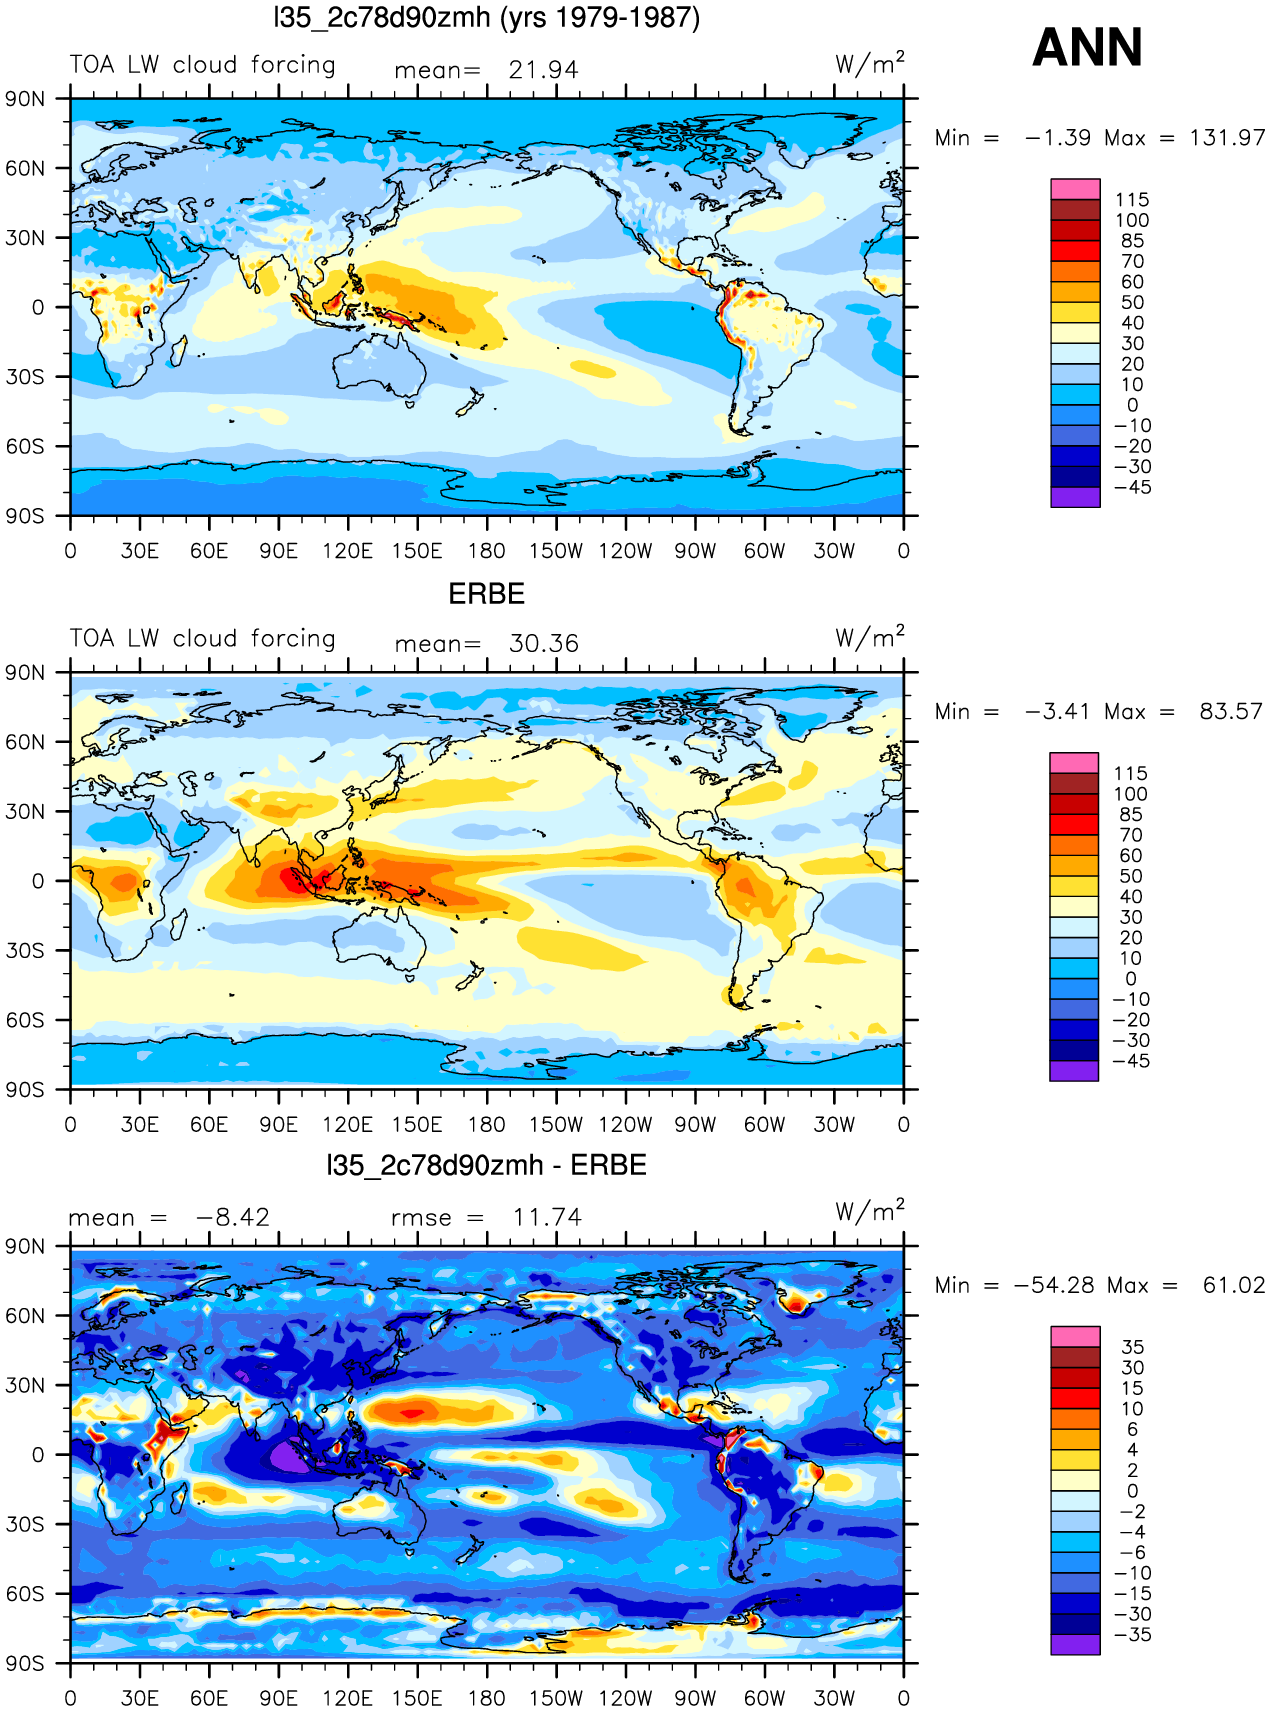 l35_2c78d90zmh (yrs 1979-1987)
ANN
TOA LW cloud forcing mean= 21.94 W/m²
Min = −1.39 Max = 131.97
90N
60N
30N
0
30S
60S
90S
0 30E 60E 90E 120E 150E 180 150W 120W 90W 60W 30W 0
115
100
85
70
60
50
40
30
20
10
0
−10
−20
−30
−45
ERBE
TOA LW cloud forcing mean= 30.36 W/m²
Min = −3.41 Max = 83.57
90N
60N
30N
0
30S
60S
90S
0 30E 60E 90E 120E 150E 180 150W 120W 90W 60W 30W 0
115
100
85
70
60
50
40
30
20
10
0
−10
−20
−30
−45
l35_2c78d90zmh - ERBE
mean = −8.42 rmse = 11.74 W/m²
Min = −54.28 Max = 61.02
90N
60N
30N
0
30S
60S
90S
0 30E 60E 90E 120E 150E 180 150W 120W 90W 60W 30W 0
35
30
15
10
6
4
2
0
−2
−4
−6
−10
−15
−30
−35